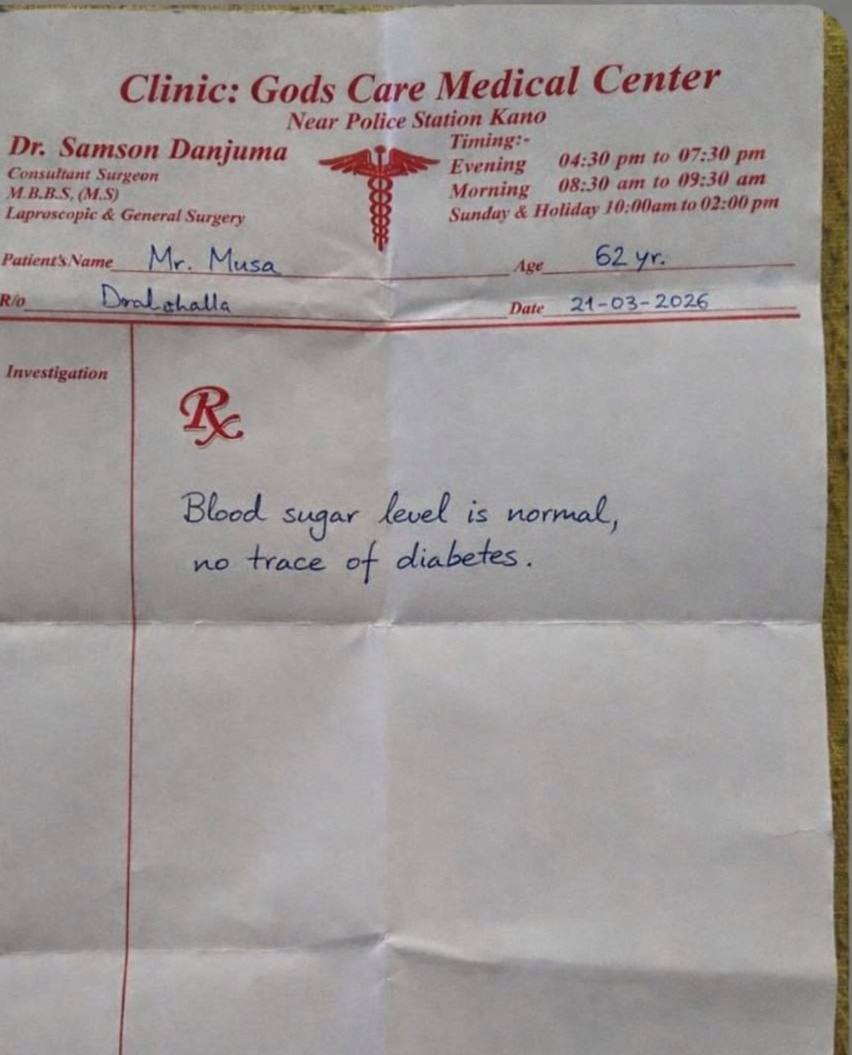 Clinic: Gods Care Medical Center
Near Police Station Kano
Dr. Samson Danjuma
Consultant Surgeon
M.B.B.S, (M.S)
Laproscopic & General Surgery
Timing:-
Evening 04:30 pm to 07:30 pm
Morning 08:30 am to 09:30 am
Sunday & Holiday 10:00am to 02:00 pm
Patient's Name Mr. Musa Age 62 yr.
R/o Date 21-03-2026
Investigation
Rx
Blood sugar level is normal,
no trace of diabetes.